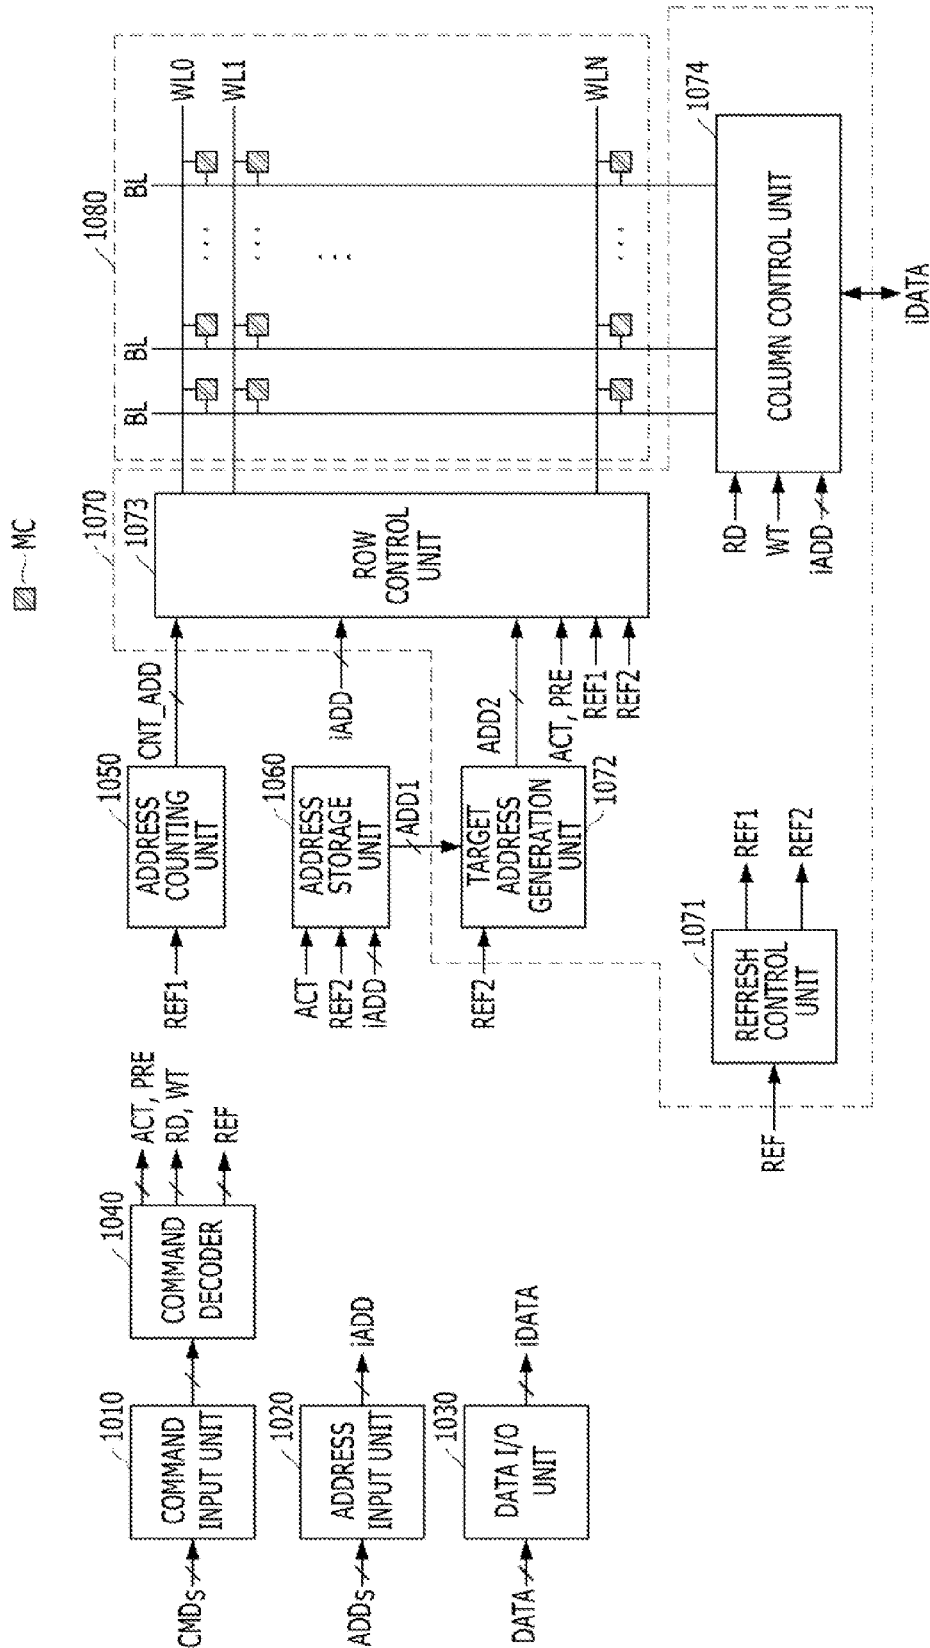 MC
1080
BL
BL
BL
WL0
WL1
WLN
1070
1073
ROW
CONTROL
UNIT
1074
COLUMN CONTROL UNIT
RD
WT
iADD
iDATA
1050
ADDRESS
COUNTING
UNIT
REF1
CNT_ADD
1060
ADDRESS
STORAGE
UNIT
ACT
REF2
iADD
iADD
ADD1
TARGET
ADDRESS
GENERATION
UNIT
1072
REF2
ADD2
ACT, PRE
REF1
REF2
1071
REFRESH
CONTROL
UNIT
REF
REF1
REF2
1010
COMMAND
INPUT UNIT
CMDs
1040
COMMAND
DECODER
ACT, PRE
RD, WT
REF
1020
ADDRESS
INPUT UNIT
ADDs
iADD
1030
DATA I/O
UNIT
DATA
iDATA